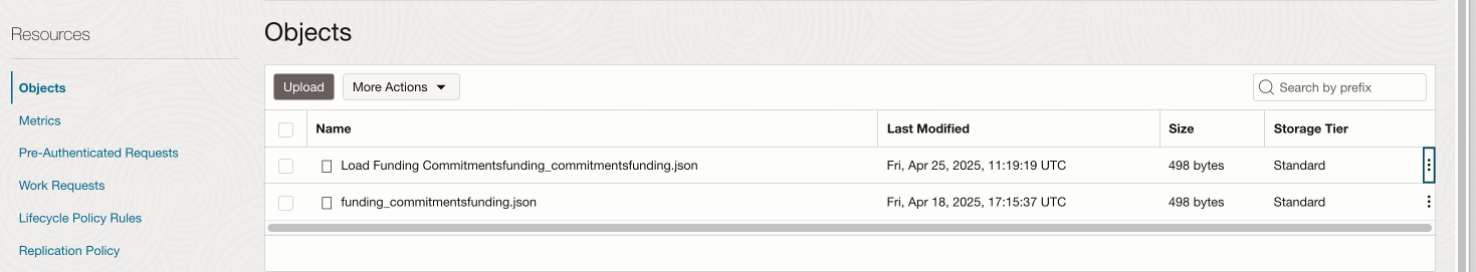 Resources
Objects
Metrics
Pre-Authenticated Requests
Work Requests
Lifecycle Policy Rules
Replication Policy
Objects
Upload More Actions Search by prefix
Name Last Modified Size Storage Tier
Load Funding Commitmentsfunding_commitmentsfunding.json Fri, Apr 25, 2025, 11:19:19 UTC 498 bytes Standard
funding_commitmentsfunding.json Fri, Apr 18, 2025, 17:15:37 UTC 498 bytes Standard